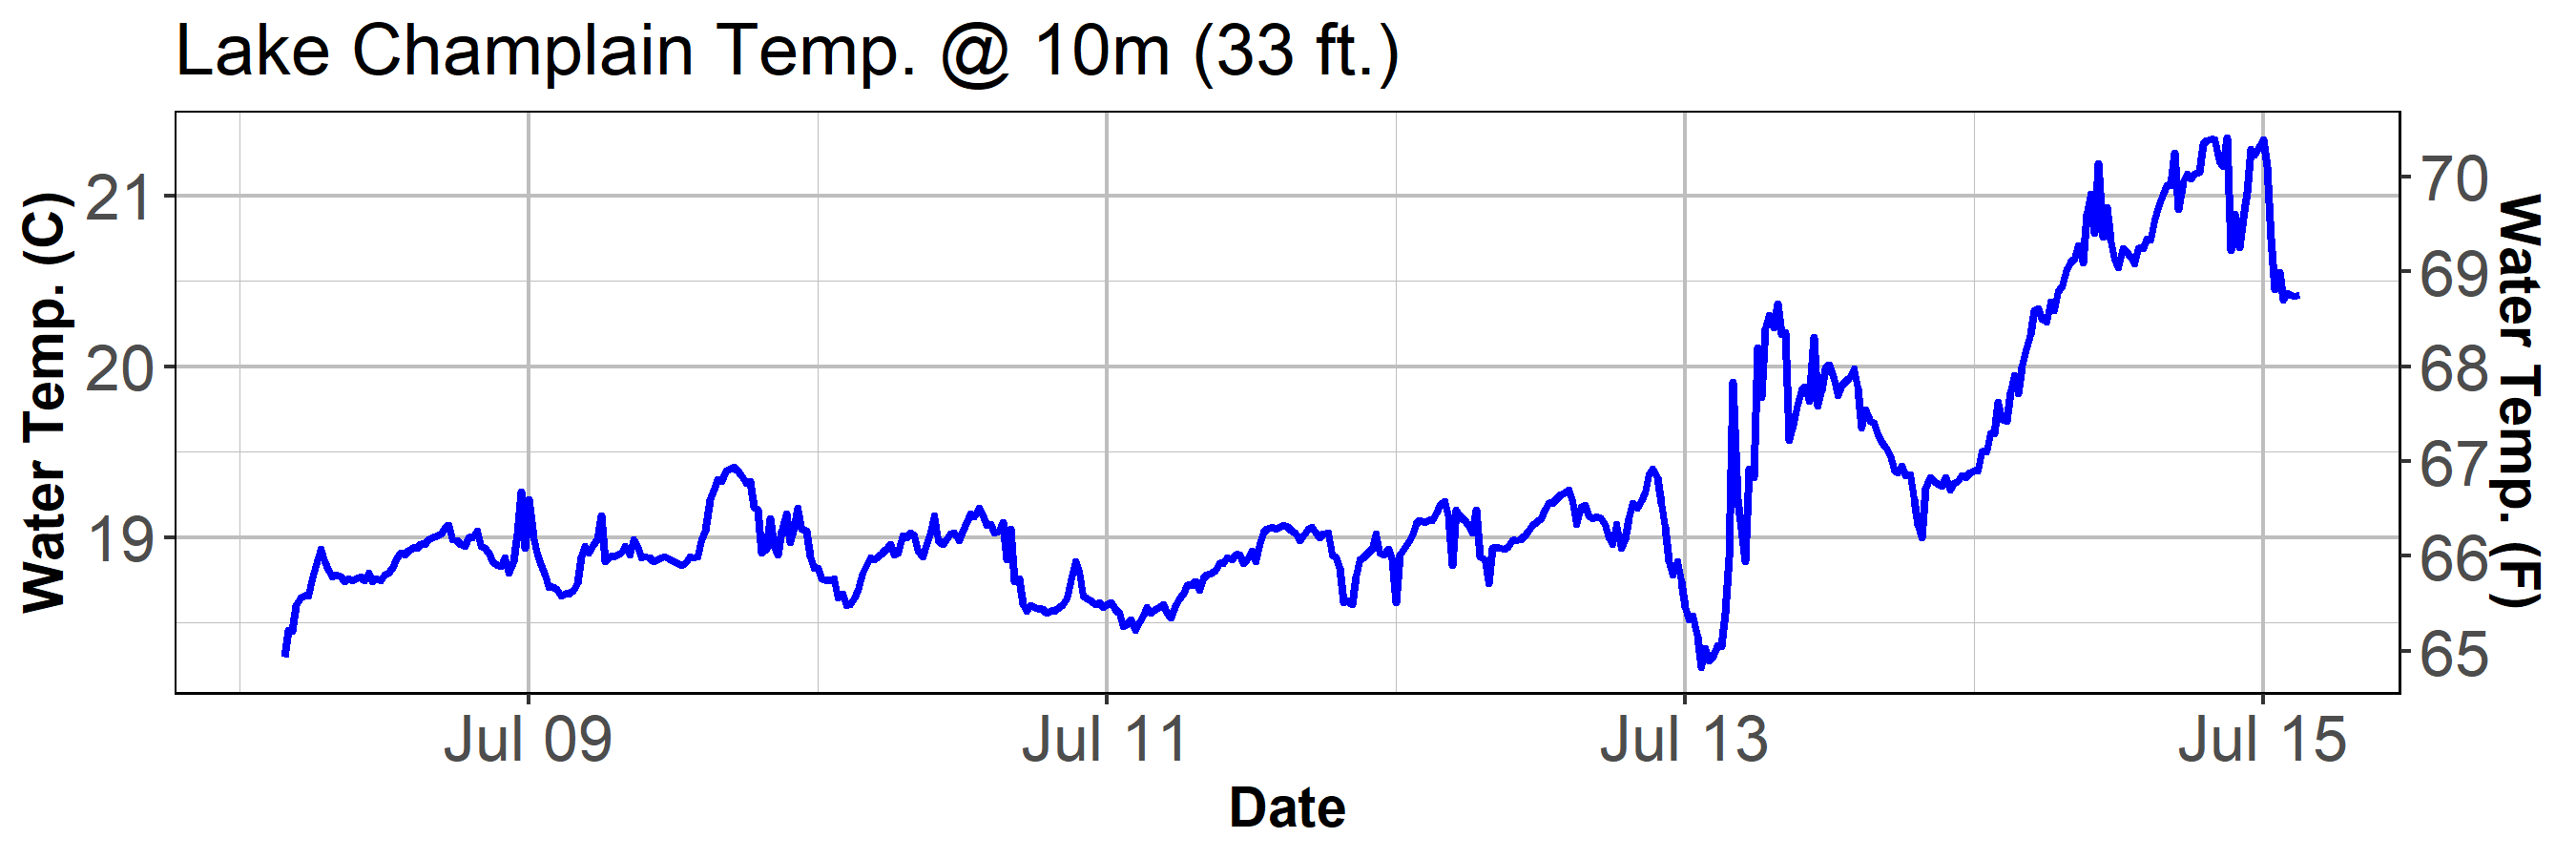 Lake Champlain Temp. @ 10m (33 ft.)
Water Temp. (C)
21
20
19
70
69
68
67
66
65
Water Temp. (F)
Jul 09
Jul 11
Jul 13
Jul 15
Date